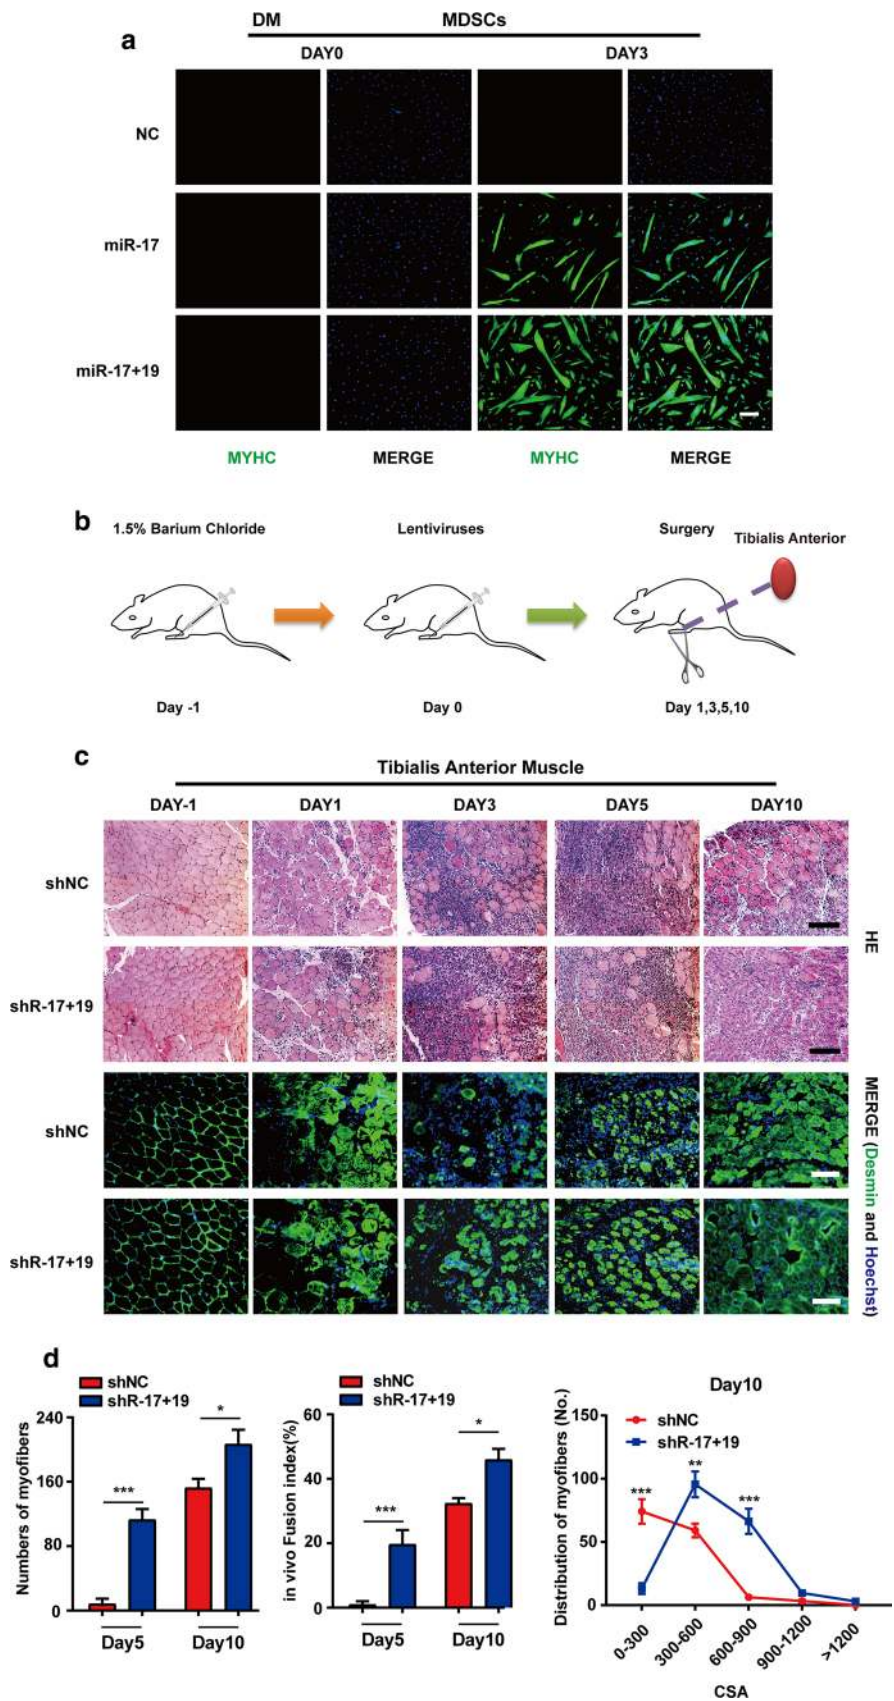 DM MDSCs
a
DAY0 DAY3
NC
miR-17
miR-17+19
MYHC MERGE MYHC MERGE
b
1.5% Barium Chloride Lentiviruses Surgery
Tibialis Anterior
Day -1 Day 0 Day 1,3,5,10
c
Tibialis Anterior Muscle
DAY-1 DAY1 DAY3 DAY5 DAY10
shNC
shR-17+19
HE
shNC
shR-17+19
MERGE (Desmin and Hoechst)
d
shNC
shR-17+19
Numbers of myofibers
240
160
80
0
***
*
Day5 Day10
shNC
shR-17+19
in vivo Fusion index(%)
60
40
20
0
***
*
Day5 Day10
Day10
shNC
shR-17+19
Distribution of myofibers (No.)
150
100
50
0
***
**
***
0-300 300-600 600-900 900-1200 >1200
CSA